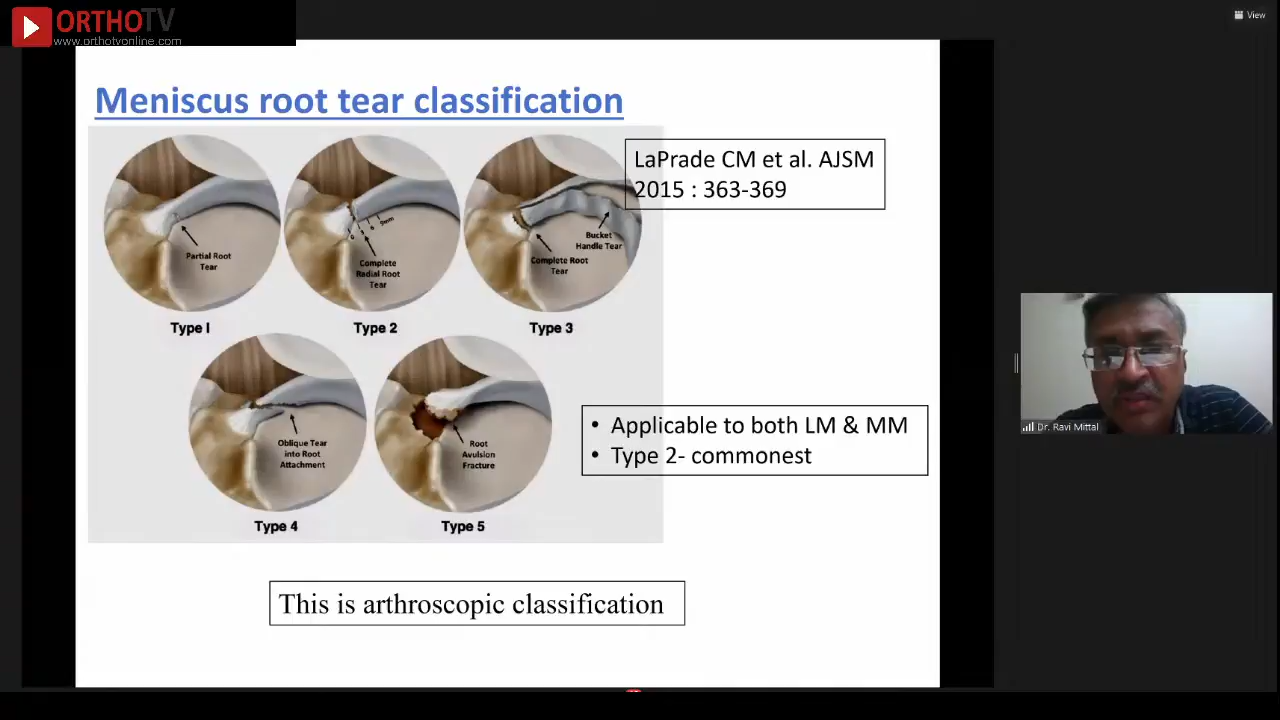 ORTHOTV
www.orthotvonline.com
View
Meniscus root tear classification
LaPrade CM et al. AJSM
2015 : 363-369
Partial Root
Tear
Type I
9mm
Complete
Radial Root
Tear
Type 2
Bucket
Handle Tear
Complete Root
Tear
Type 3
Oblique Tear
into Root
Attachment
Type 4
Root
Avulsion
Fracture
Type 5
• Applicable to both LM & MM
• Type 2- commonest
This is arthroscopic classification
Dr. Ravi Mittal